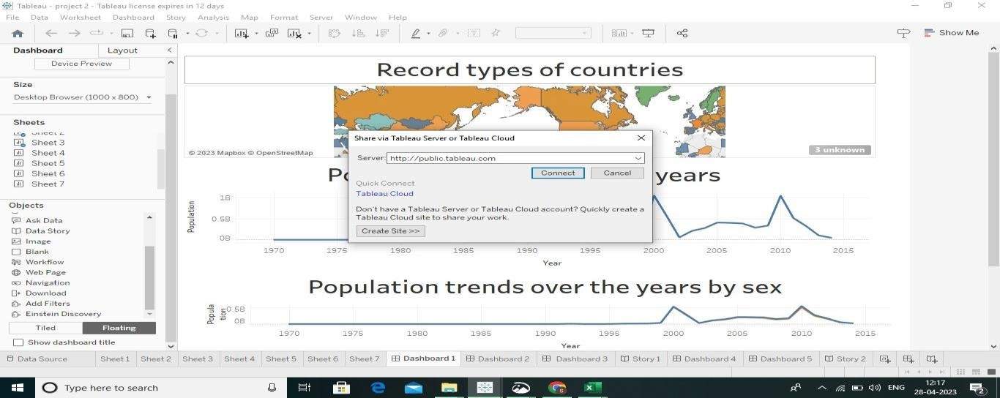 Tableau - project 2 - Tableau license expires in 12 days
File Data Worksheet Dashboard Story Analysis Map Format Server Window Help
Show Me
Dashboard Layout <
Device Preview
Size
Desktop Browser (1000 x 800)
Sheets
Sheet 2
Sheet 3
Sheet 4
Sheet 5
Sheet 6
Sheet 7
Objects
Ask Data
Data Story
Image
Blank
Workflow
Web Page
Navigation
Download
Add Filters
Einstein Discovery
Tiled Floating
Show dashboard title
Record types of countries
© 2023 Mapbox © OpenStreetMap
3 unknown
Share via Tableau Server or Tableau Cloud
Server: http://public.tableau.com
Connect Cancel
Quick Connect
Tableau Cloud
Don't have a Tableau Server or Tableau Cloud account? Quickly create a
Tableau Cloud site to share your work.
Create Site >>
Po years
Population
1B
0.5B
0B
1970 1975 1980 1985 1990 1995 2000 2005 2010 2015
Year
Population trends over the years by sex
Popula
tion
0.5B
0B
1970 1975 1980 1985 1990 1995 2000 2005 2010 2015
Year
Data Source Sheet 1 Sheet 2 Sheet 3 Sheet 4 Sheet 5 Sheet 6 Sheet 7 Dashboard 1 Dashboard 2 Dashboard 3 Story 1 Dashboard 4 Dashboard 5 Story 2
Type here to search
ENG
12:17
28-04-2023
2